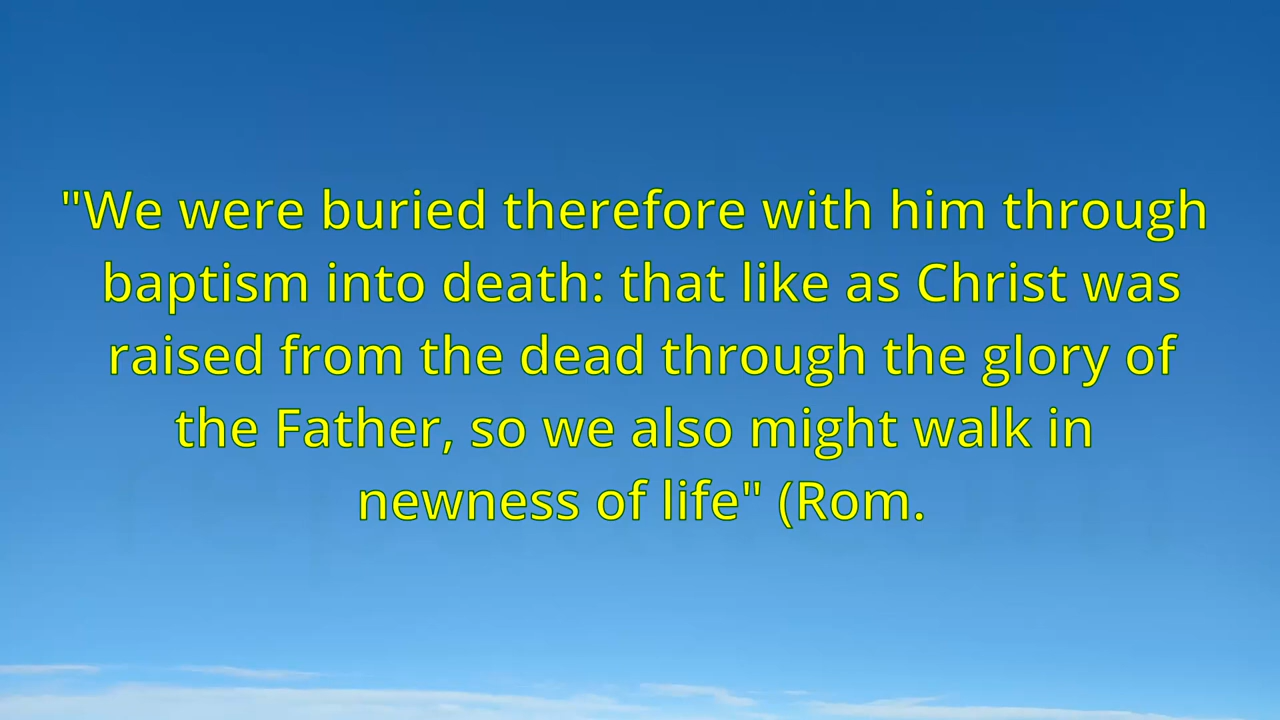 "We were buried therefore with him through
baptism into death: that like as Christ was
raised from the dead through the glory of
the Father, so we also might walk in
newness of life" (Rom.